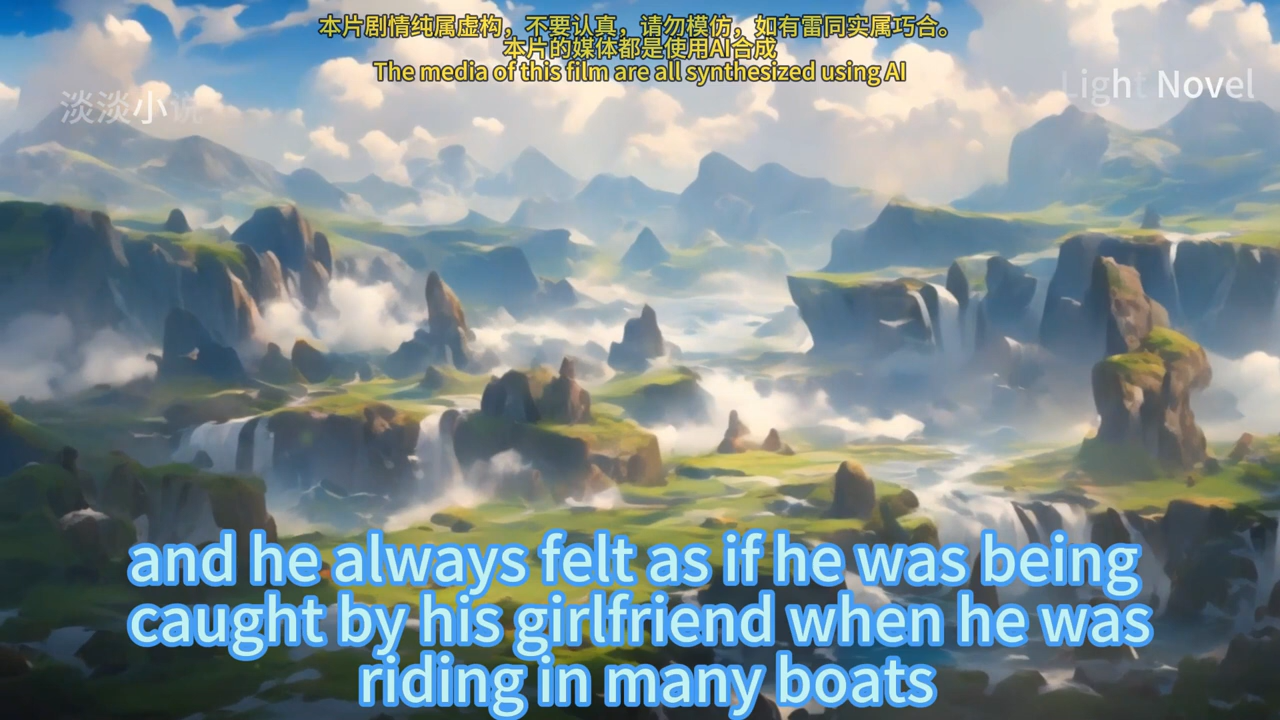 本片剧情纯属虚构，不要认真，请勿模仿，如有雷同实属巧合。
本片的媒体都是使用AI合成
The media of this film are all synthesized using AI
淡淡小说
Light Novel
and he always felt as if he was being
caught by his girlfriend when he was
riding in many boats